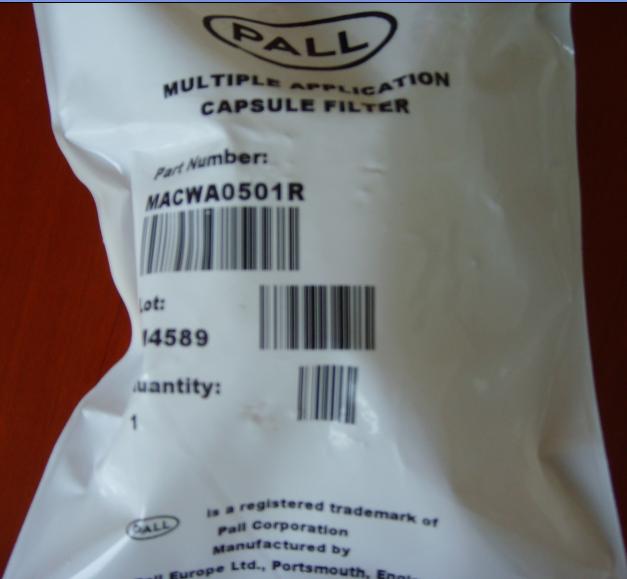 PALL
MULTIPLE APPLICATION
CAPSULE FILTER
Part Number:
MACWA0501R
Lot:
4589
uantity:
1
PALL is a registered trademark of
Pall Corporation
Manufactured by
Europe Ltd., Portsmouth,